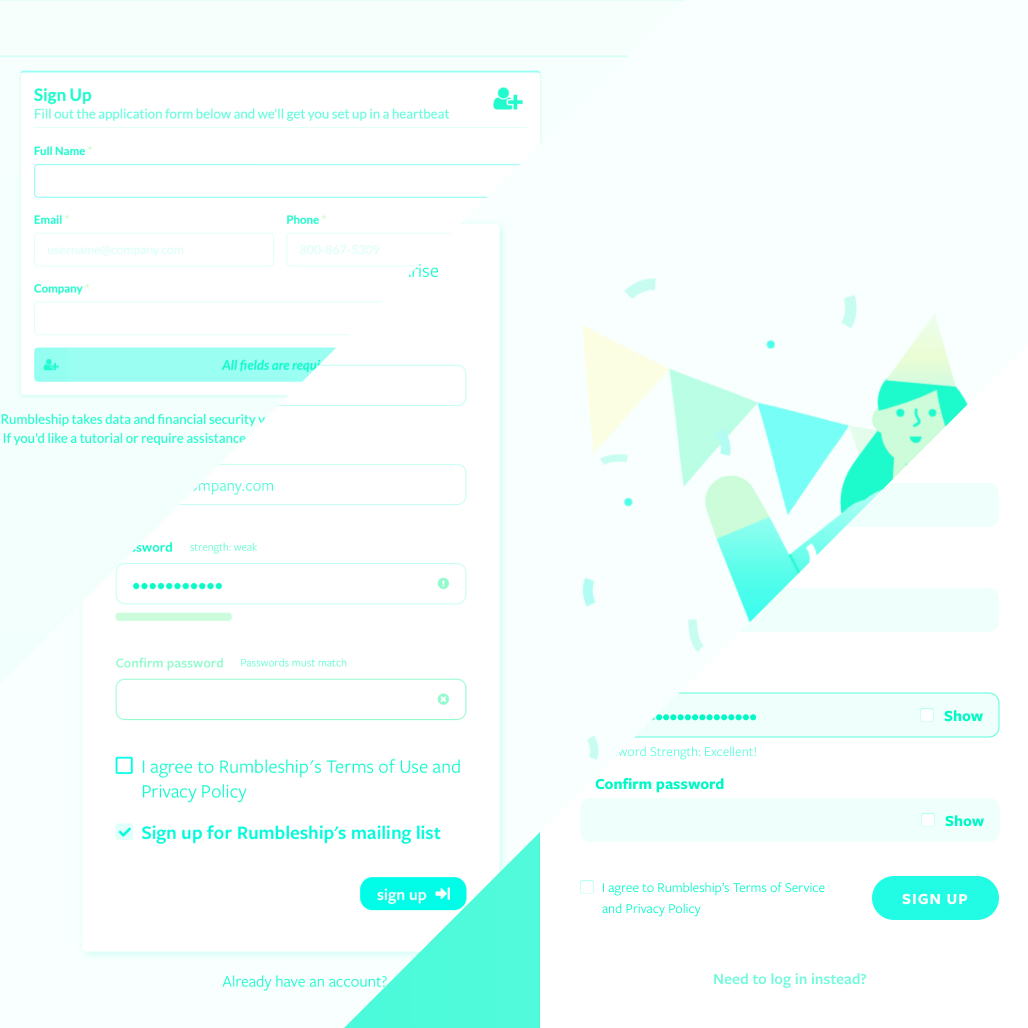 Sign Up
Fill out the application form below and we'll get you set up in a heartbeat
Full Name *
Email * Phone *
username@company.com 800-867-5309
Company *
All fields are
Rumbleship takes data and financial security
If you'd like a tutorial or require assistance
company.com
strength: weak
Confirm password Passwords must match
I agree to Rumbleship's Terms of Use and
Privacy Policy
Sign up for Rumbleship's mailing list
sign up
Already have an account?
Show
Strength: Excellent!
Confirm password
Show
I agree to Rumbleship's Terms of Service
and Privacy Policy
SIGN UP
Need to log in instead?